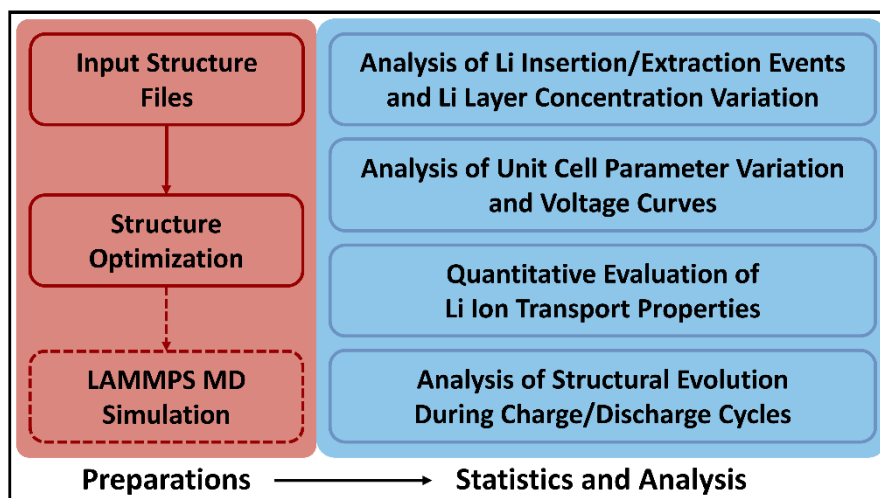 Input Structure
Files
Structure
Optimization
LAMMPS MD
Simulation
Analysis of Li Insertion/Extraction Events
and Li Layer Concentration Variation
Analysis of Unit Cell Parameter Variation
and Voltage Curves
Quantitative Evaluation of
Li Ion Transport Properties
Analysis of Structural Evolution
During Charge/Discharge Cycles
Preparations
Statistics and Analysis